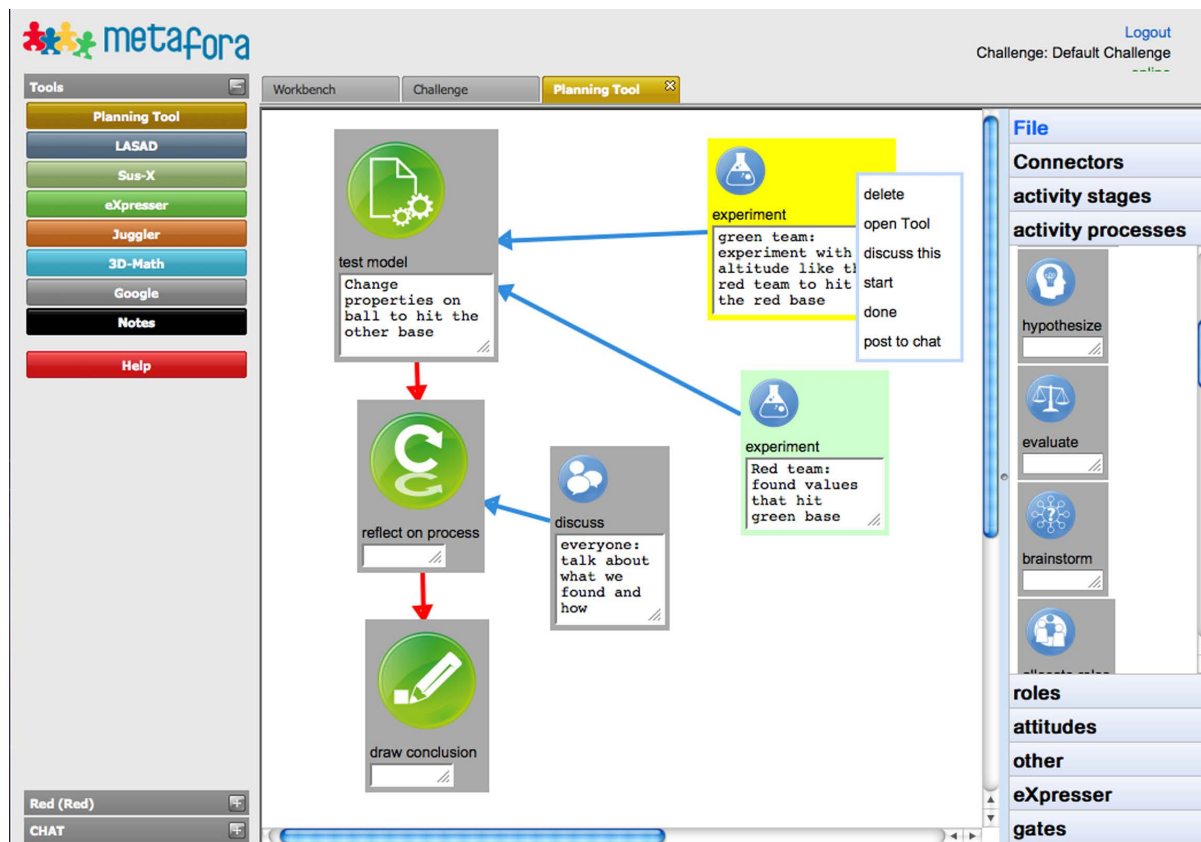 metafora
Logout
Challenge: Default Challenge
online
Tools
Planning Tool
LASAD
Sus-X
eXpresser
Juggler
3D-Math
Google
Notes
Help
Red (Red)
CHAT
Workbench
Challenge
Planning Tool
test model
Change
properties on
ball to hit the
other base
reflect on process
draw conclusion
discuss
everyone:
talk about
what we
found and
how
experiment
green team:
experiment with
altitude like
red team to hit
the red base
delete
open Tool
discuss this
start
done
post to chat
experiment
Red team:
found values
that hit
green base
File
Connectors
activity stages
activity processes
hypothesize
evaluate
brainstorm
allocate roles
roles
attitudes
other
eXpresser
gates